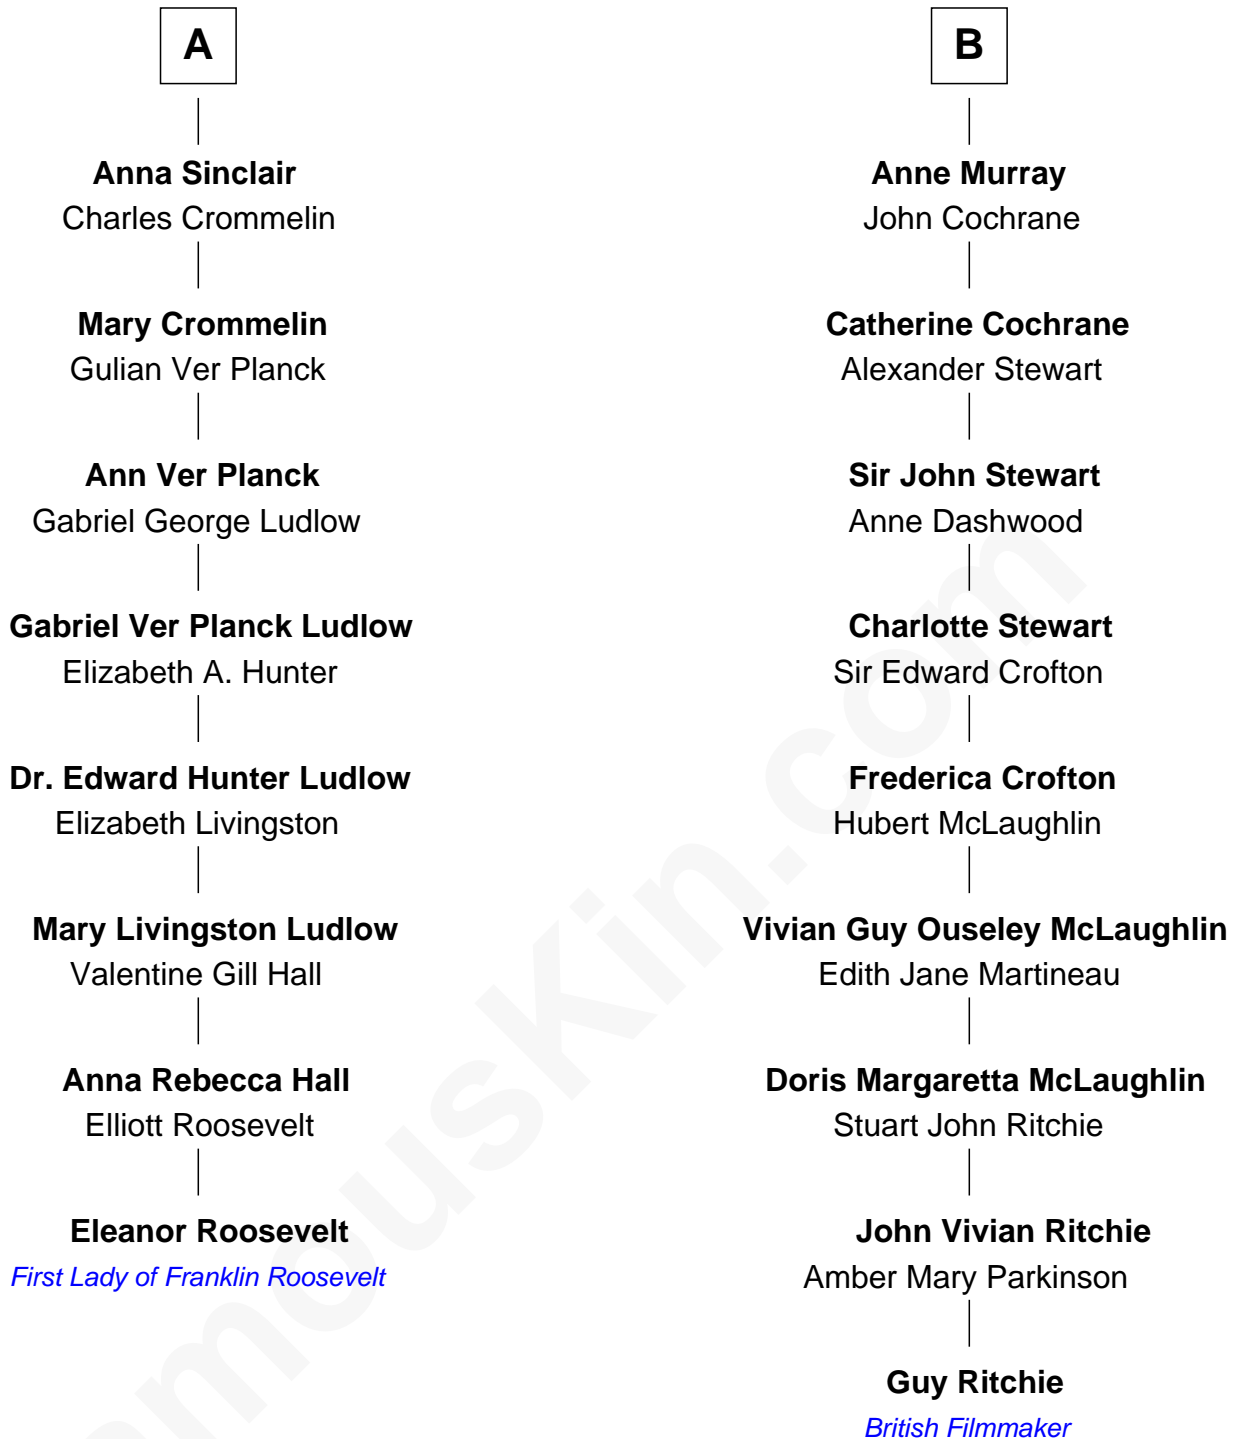 A
Anna Sinclair
Charles Crommelin
Mary Crommelin
Gulian Ver Planck
Ann Ver Planck
Gabriel George Ludlow
Gabriel Ver Planck Ludlow
Elizabeth A. Hunter
Dr. Edward Hunter Ludlow
Elizabeth Livingston
Mary Livingston Ludlow
Valentine Gill Hall
Anna Rebecca Hall
Elliott Roosevelt
Eleanor Roosevelt
First Lady of Franklin Roosevelt
B
Anne Murray
John Cochrane
Catherine Cochrane
Alexander Stewart
Sir John Stewart
Anne Dashwood
Charlotte Stewart
Sir Edward Crofton
Frederica Crofton
Hubert McLaughlin
Vivian Guy Ouseley McLaughlin
Edith Jane Martineau
Doris Margaretta McLaughlin
Stuart John Ritchie
John Vivian Ritchie
Amber Mary Parkinson
Guy Ritchie
British Filmmaker
amousKin.com